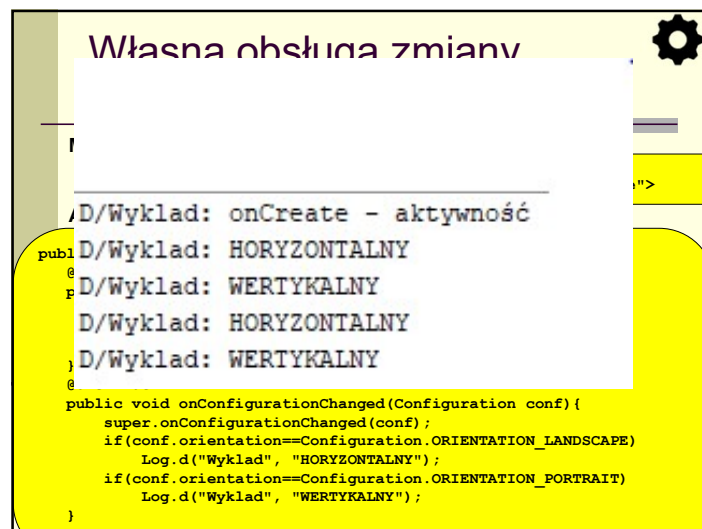 Własna obsługa zmiany
">
D/Wyklad: onCreate – aktywność
D/Wyklad: HORYZONTALNY
D/Wyklad: WERTYKALNY
D/Wyklad: HORYZONTALNY
D/Wyklad: WERTYKALNY
}
public void onConfigurationChanged(Configuration conf){
super.onConfigurationChanged(conf);
if(conf.orientation==Configuration.ORIENTATION_LANDSCAPE)
Log.d("Wyklad", "HORYZONTALNY");
if(conf.orientation==Configuration.ORIENTATION_PORTRAIT)
Log.d("Wyklad", "WERTYKALNY");
}